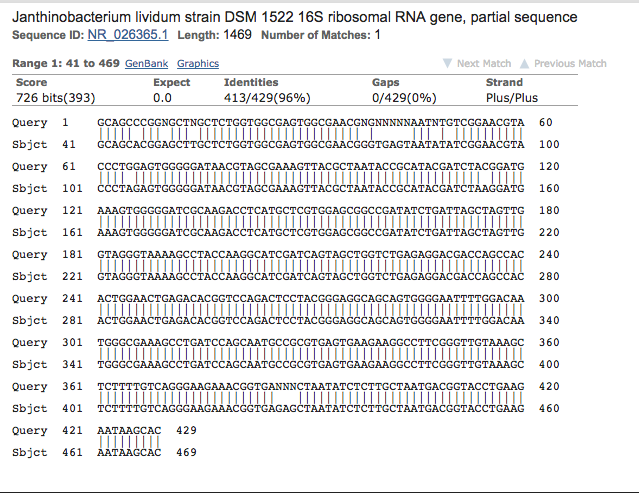 Janthinobacterium lividum strain DSM 1522 16S ribosomal RNA gene, partial sequence
Sequence ID: NR_026365.1 Length: 1469 Number of Matches: 1
Range 1: 41 to 469 GenBank Graphics Next Match Previous Match
Score Expect Identities Gaps Strand
726 bits(393) 0.0 413/429(96%) 0/429(0%) Plus/Plus
Query 1 GCAGCCCGGNGCTNGCTCTGGTGGCGAGTGGCGAACGNGNNNNNNAATNTGTCGGAACGTA 60
Sbjct 41 GCAGCACGGAGCTTGCTCTGGTGGCGAGTGGCGAACGGGTGAGTAATATATCGGAACGTA 100
Query 61 CCCTGGAGTGGGGGATAACGTAGCGAAAGTTACGCTAATACCGCATACGATCTACGGATG 120
Sbjct 101 CCCTAGAGTGGGGGATAACGTAGCGAAAGTTACGCTAATACCGCATACGATCTAAGGATG 160
Query 121 AAAGTGGGGGATCGCAAGACCTCATGCTCGTGGAGCGGCCGATATCTGATTAGCTAGTTG 180
Sbjct 161 AAAGTGGGGGATCGCAAGACCTCATGCTCGTGGAGCGGCCGATATCTGATTAGCTAGTTG 220
Query 181 GTAGGGTAAAAGCCTACCAAGGCATCGATCAGTAGCTGGTCTGAGAGGACGACCAGCCAC 240
Sbjct 221 GTAGGGTAAAAGCCTACCAAGGCATCGATCAGTAGCTGGTCTGAGAGGACGACCAGCCAC 280
Query 241 ACTGGAACTGAGACACGGTCCAGACTCCTACGGGAGGCAGCAGTGGGGAATTTTGGACAA 300
Sbjct 281 ACTGGAACTGAGACACGGTCCAGACTCCTACGGGAGGCAGCAGTGGGGAATTTTGGACAA 340
Query 301 TGGGCGAAAGCCTGATCCAGCAATGCCGCGTGAGTGAAGAAGGCCTTCGGGTTGTAAAGC 360
Sbjct 341 TGGGCGAAAGCCTGATCCAGCAATGCCGCGTGAGTGAAGAAGGCCTTCGGGTTGTAAAGC 400
Query 361 TCTTTTGTCAGGGAAGAAACGGTGANNNCTAATATCTCTTGCTAATGACGGTACCTGAAG 420
Sbjct 401 TCTTTTGTCAGGGAAGAAACGGTGAGAGCTAATATCTCTTGCTAATGACGGTACCTGAAG 460
Query 421 AATAAGCAC 429
Sbjct 461 AATAAGCAC 469